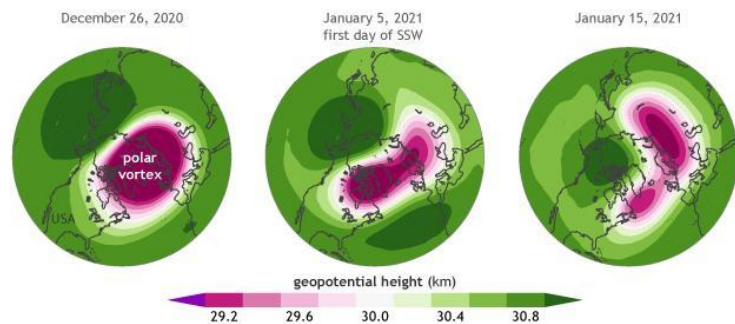 December 26, 2020
January 5, 2021
first day of SSW
January 15, 2021
polar
vortex
USA
geopotential height (km)
29.2 29.6 30.0 30.4 30.8